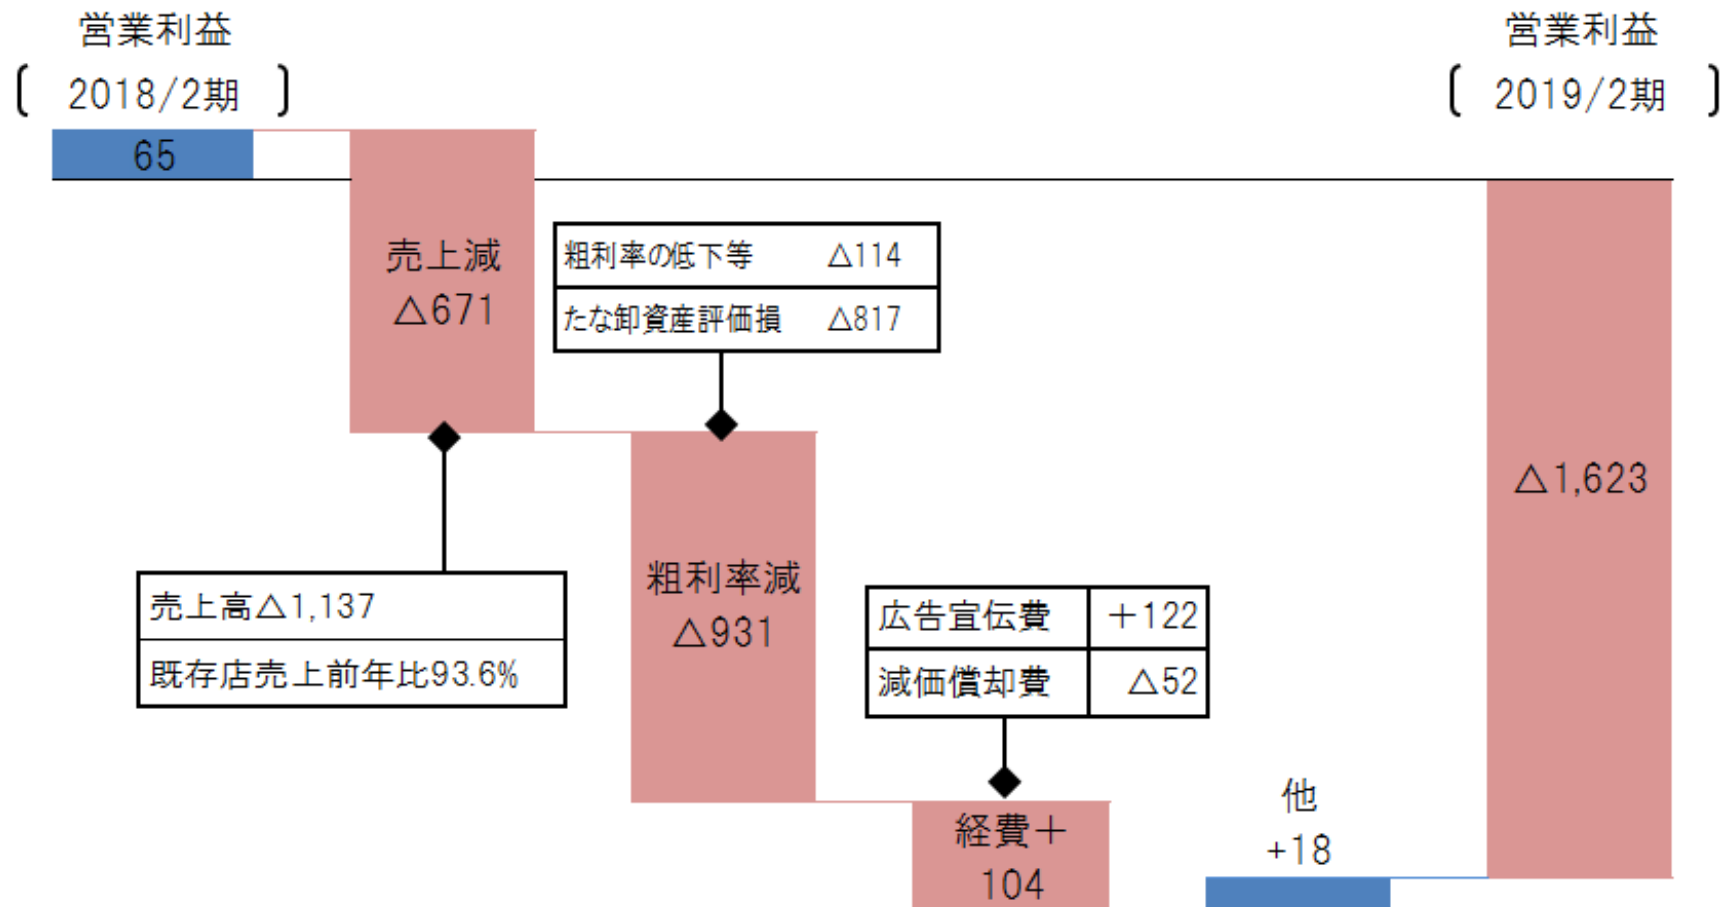 営業利益
〔 2018/2期 〕
65
営業利益
〔 2019/2期 〕
売上減
△671
粗利率の低下等 △114
たな卸資産評価損 △817
売上高△1,137
既存店売上前年比93.6%
粗利率減
△931
広告宣伝費 +122
減価償却費 △52
経費+
104
他
+18
△1,623